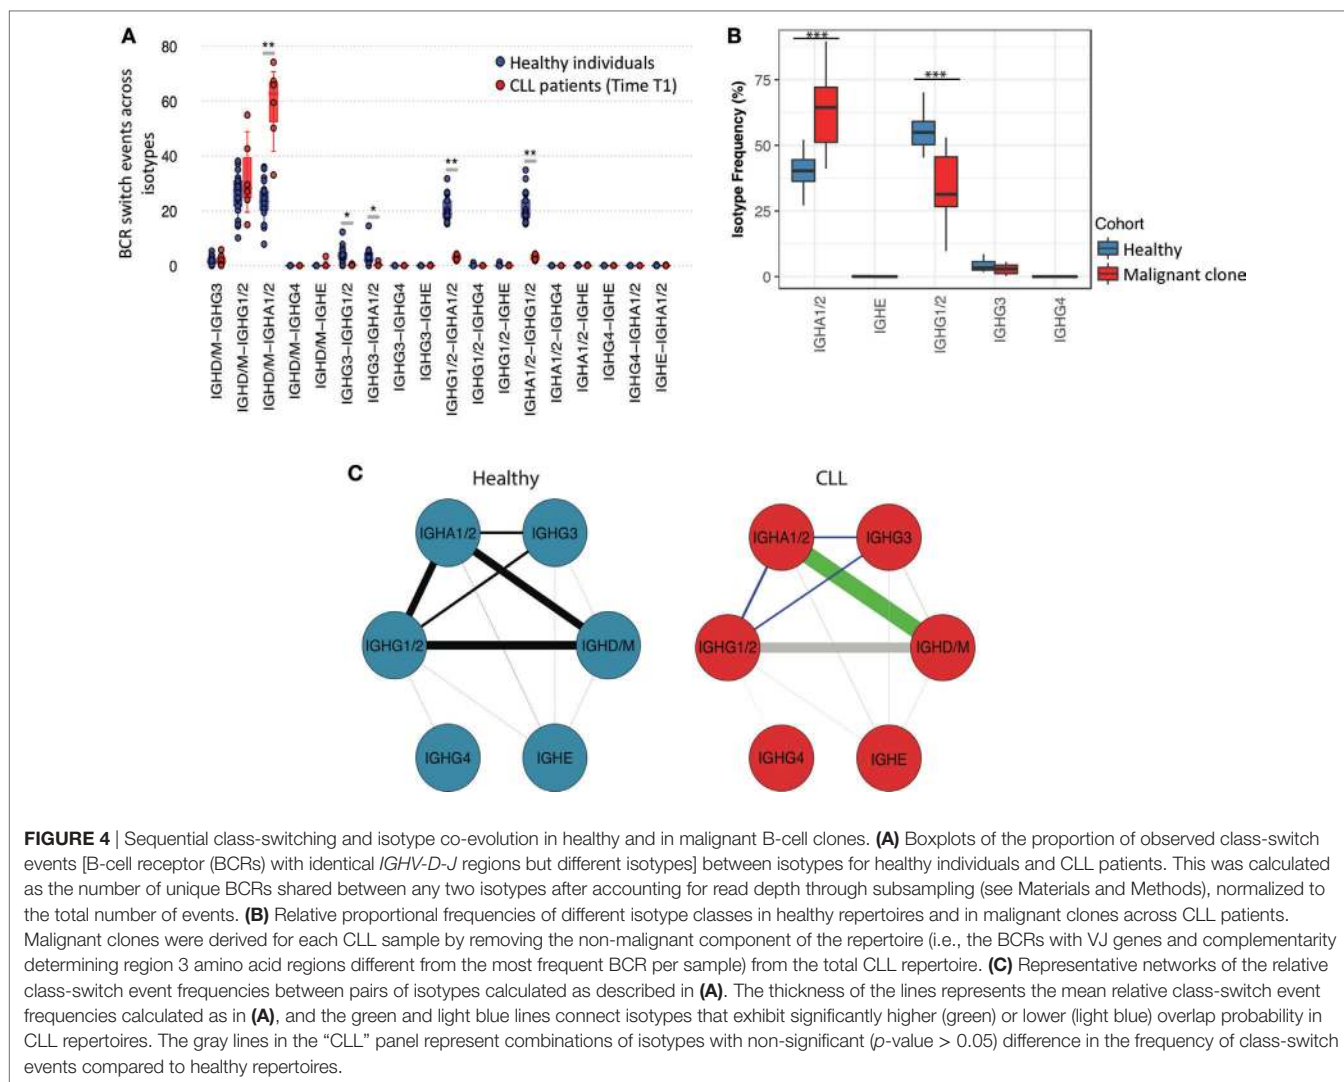 A
80
60
40
20
0
BCR switch events across
isotypes
Healthy individuals
CLL patients (Time T1)
**
*
*
**
**
IGHD/M–IGHG3
IGHD/M–IGHG1/2
IGHD/M–IGHA1/2
IGHD/M–IGHG4
IGHD/M–IGHE
IGHG3–IGHG1/2
IGHG3–IGHA1/2
IGHG3–IGHG4
IGHG3–IGHE
IGHG1/2–IGHA1/2
IGHG1/2–IGHG4
IGHG1/2–IGHE
IGHA1/2–IGHG1/2
IGHA1/2–IGHG4
IGHA1/2–IGHE
IGHG4–IGHE
IGHG4–IGHA1/2
IGHE–IGHA1/2
B
***
***
75
50
25
0
Isotype Frequency (%)
IGHA1/2
IGHE
IGHG1/2
IGHG3
IGHG4
Cohort
Healthy
Malignant clone
C
Healthy
IGHA1/2
IGHG3
IGHG1/2
IGHD/M
IGHG4
IGHE
CLL
IGHA1/2
IGHG3
IGHG1/2
IGHD/M
IGHG4
IGHE
FIGURE 4 | Sequential class-switching and isotype co-evolution in healthy and in malignant B-cell clones. (A) Boxplots of the proportion of observed class-switch
events [B-cell receptor (BCRs) with identical IGHV-D-J regions but different isotypes] between isotypes for healthy individuals and CLL patients. This was calculated
as the number of unique BCRs shared between any two isotypes after accounting for read depth through subsampling (see Materials and Methods), normalized to
the total number of events. (B) Relative proportional frequencies of different isotype classes in healthy repertoires and in malignant clones across CLL patients.
Malignant clones were derived for each CLL sample by removing the non-malignant component of the repertoire (i.e., the BCRs with VJ genes and complementarity
determining region 3 amino acid regions different from the most frequent BCR per sample) from the total CLL repertoire. (C) Representative networks of the relative
class-switch event frequencies between pairs of isotypes calculated as described in (A). The thickness of the lines represents the mean relative class-switch event
frequencies calculated as in (A), and the green and light blue lines connect isotypes that exhibit significantly higher (green) or lower (light blue) overlap probability in
CLL repertoires. The gray lines in the “CLL” panel represent combinations of isotypes with non-significant (p-value > 0.05) difference in the frequency of class-switch
events compared to healthy repertoires.